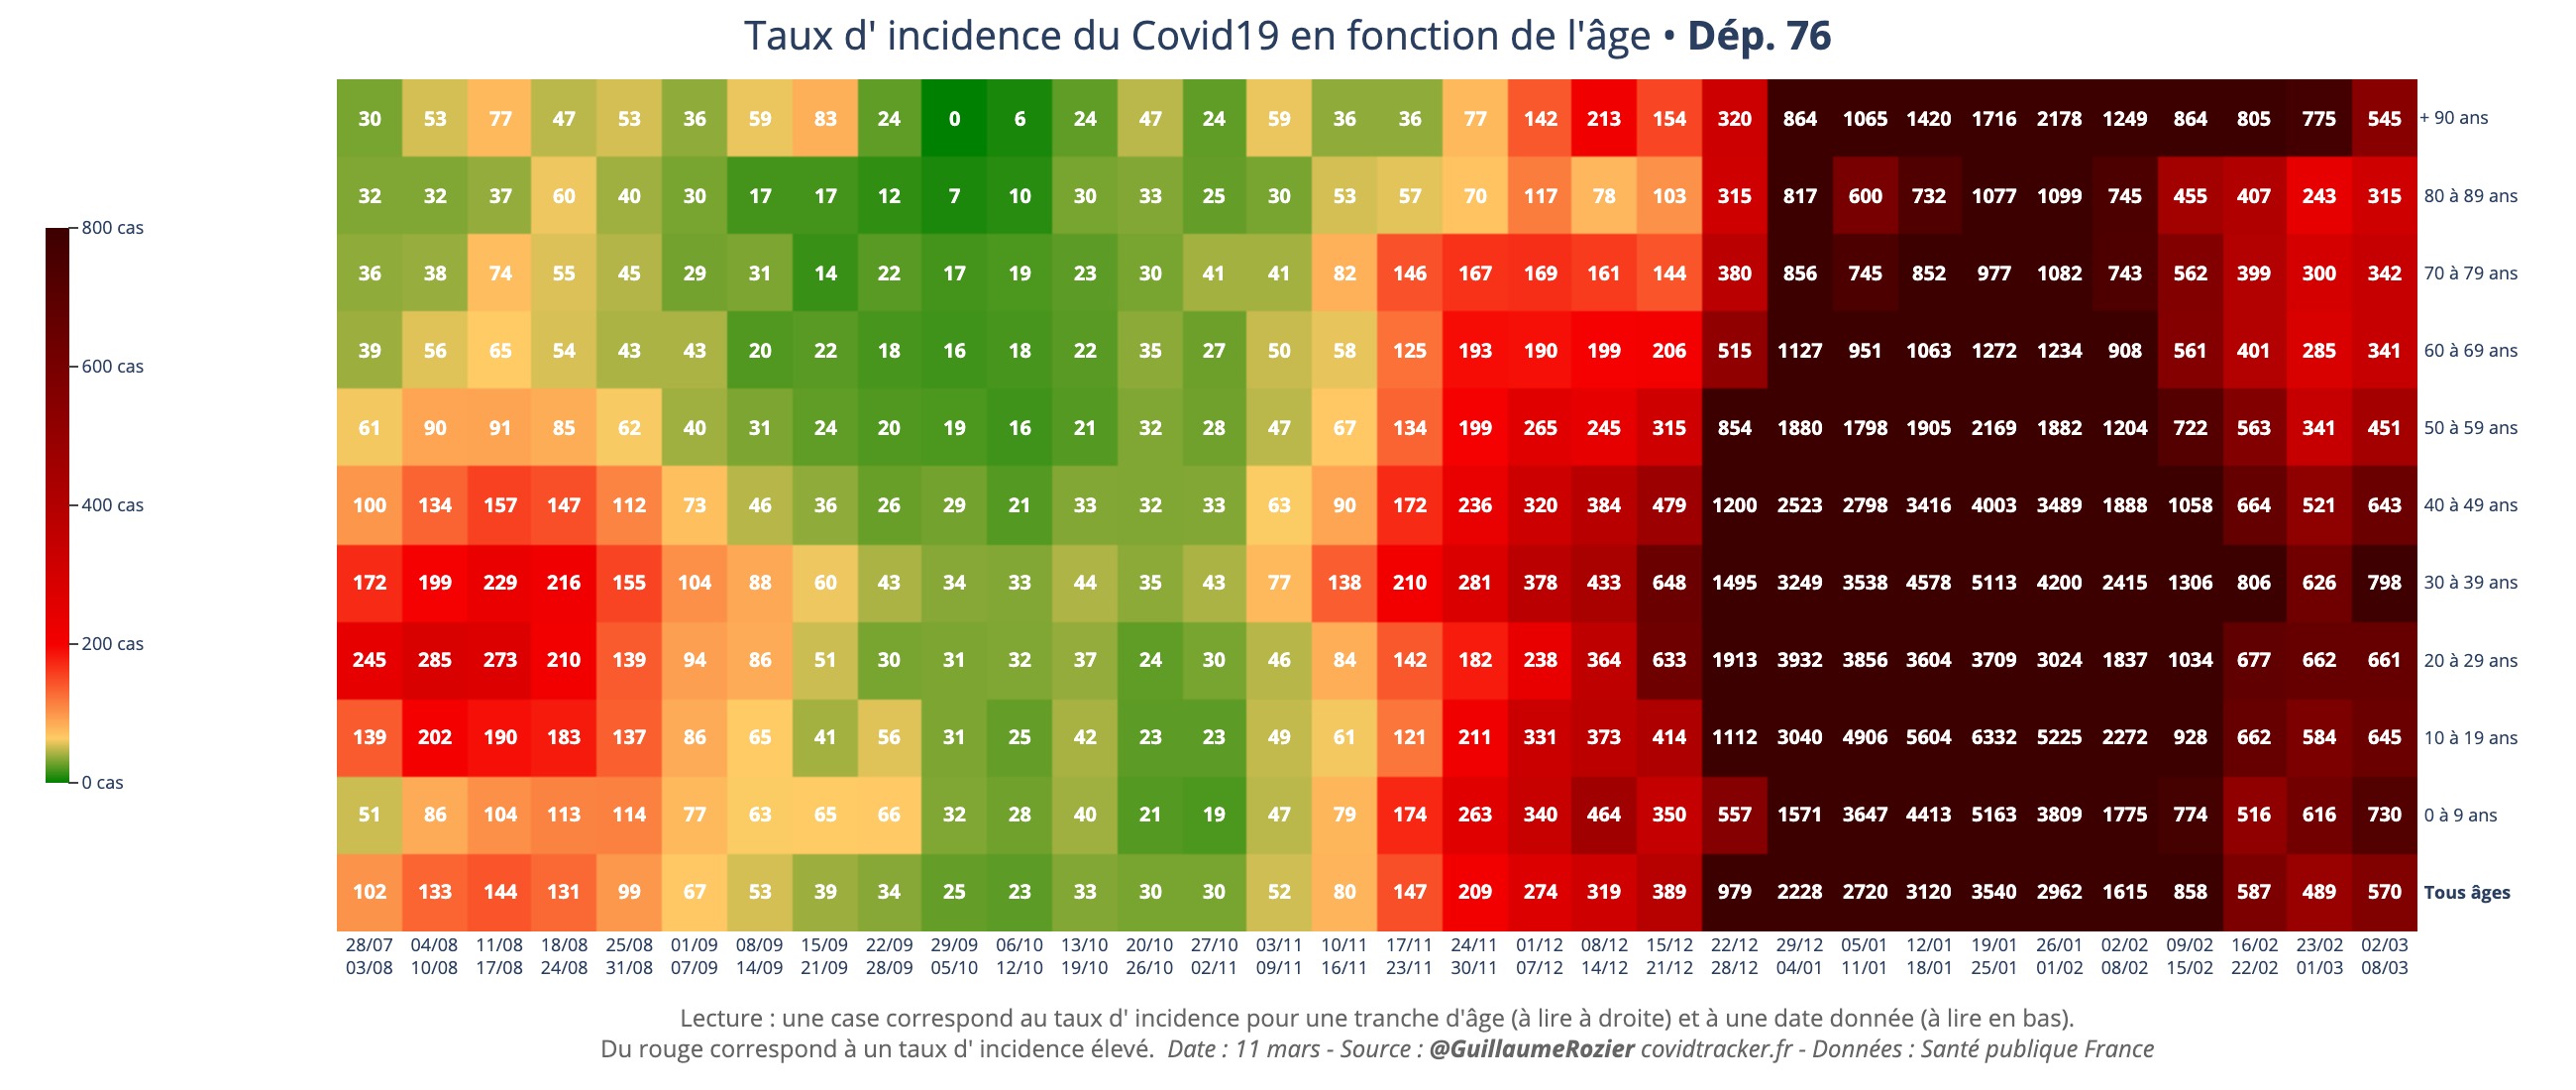 Taux d' incidence du Covid19 en fonction de l'âge • Dép. 76
800 cas
600 cas
400 cas
200 cas
0 cas
30 53 77 47 53 36 59 83 24 0 6 24 47 24 59 36 36 77 142 213 154 320 864 1065 1420 1716 2178 1249 864 805 775 545 + 90 ans
32 32 37 60 40 30 17 17 12 7 10 30 33 25 30 53 57 70 117 78 103 315 817 600 732 1077 1099 745 455 407 243 315 80 à 89 ans
36 38 74 55 45 29 31 14 22 17 19 23 30 41 41 82 146 167 169 161 144 380 856 745 852 977 1082 743 562 399 300 342 70 à 79 ans
39 56 65 54 43 43 20 22 18 16 18 22 35 27 50 58 125 193 190 199 206 515 1127 951 1063 1272 1234 908 561 401 285 341 60 à 69 ans
61 90 91 85 62 40 31 24 20 19 16 21 32 28 47 67 134 199 265 245 315 854 1880 1798 1905 2169 1882 1204 722 563 341 451 50 à 59 ans
100 134 157 147 112 73 46 36 26 29 21 33 32 33 63 90 172 236 320 384 479 1200 2523 2798 3416 4003 3489 1888 1058 664 521 643 40 à 49 ans
172 199 229 216 155 104 88 60 43 34 33 44 35 43 77 138 210 281 378 433 648 1495 3249 3538 4578 5113 4200 2415 1306 806 626 798 30 à 39 ans
245 285 273 210 139 94 86 51 30 31 32 37 24 30 46 84 142 182 238 364 633 1913 3932 3856 3604 3709 3024 1837 1034 677 662 661 20 à 29 ans
139 202 190 183 137 86 65 41 56 31 25 42 23 23 49 61 121 211 331 373 414 1112 3040 4906 5604 6332 5225 2272 928 662 584 645 10 à 19 ans
51 86 104 113 114 77 63 65 66 32 28 40 21 19 47 79 174 263 340 464 350 557 1571 3647 4413 5163 3809 1775 774 516 616 730 0 à 9 ans
102 133 144 131 99 67 53 39 34 25 23 33 30 30 52 80 147 209 274 319 389 979 2228 2720 3120 3540 2962 1615 858 587 489 570 Tous âges
28/07 04/08 11/08 18/08 25/08 01/09 08/09 15/09 22/09 29/09 06/10 13/10 20/10 27/10 03/11 10/11 17/11 24/11 01/12 08/12 15/12 22/12 29/12 05/01 12/01 19/01 26/01 02/02 09/02 16/02 23/02 02/03
03/08 10/08 17/08 24/08 31/08 07/09 14/09 21/09 28/09 05/10 12/10 19/10 26/10 02/11 09/11 16/11 23/11 30/11 07/12 14/12 21/12 28/12 04/01 11/01 18/01 25/01 01/02 08/02 15/02 22/02 01/03 08/03
Lecture : une case correspond au taux d' incidence pour une tranche d'âge (à lire à droite) et à une date donnée (à lire en bas).
Du rouge correspond à un taux d' incidence élevé. Date : 11 mars - Source : @GuillaumeRozier covidtracker.fr - Données : Santé publique France